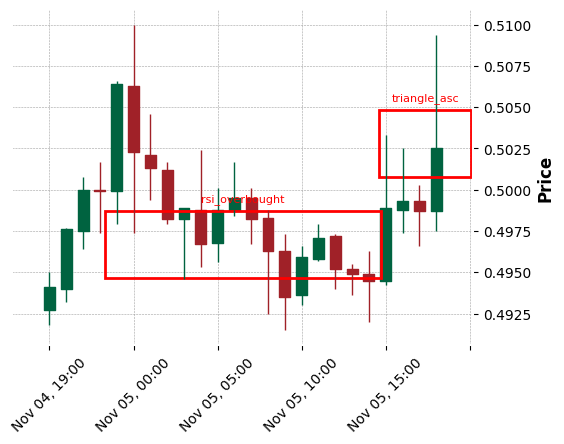 0.5100
0.5075
triangle_asc
0.5050
0.5025
0.5000
Price
rsi_overbought
0.4975
0.4950
0.4925
Nov 04, 19:00
Nov 05, 00:00
Nov 05, 05:00
Nov 05, 10:00
Nov 05, 15:00